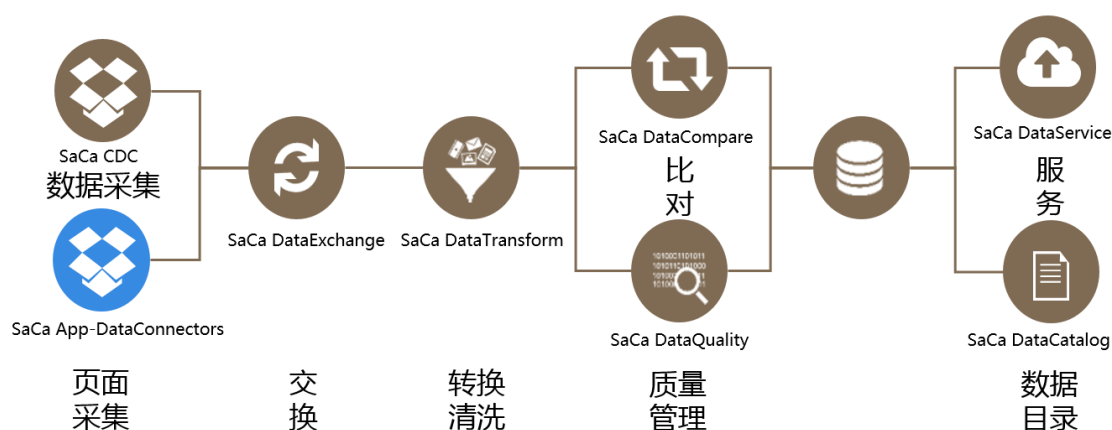 SaCa CDC
数据采集
SaCa App-DataConnectors
页面
采集
SaCa DataExchange
交
换
SaCa DataTransform
转换
清洗
SaCa DataCompare
比
对
SaCa DataQuality
质量
管理
SaCa DataService
服
务
SaCa DataCatalog
数据
目录